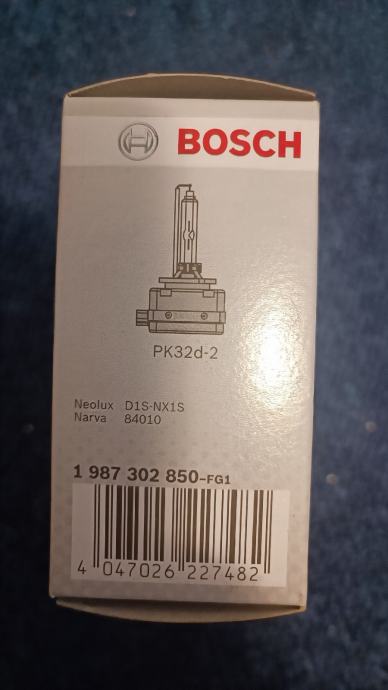 BOSCH
PK32d-2
Neolux D1S-NX1S
Narva 84010
1 987 302 850-FG1
4 047026 227482